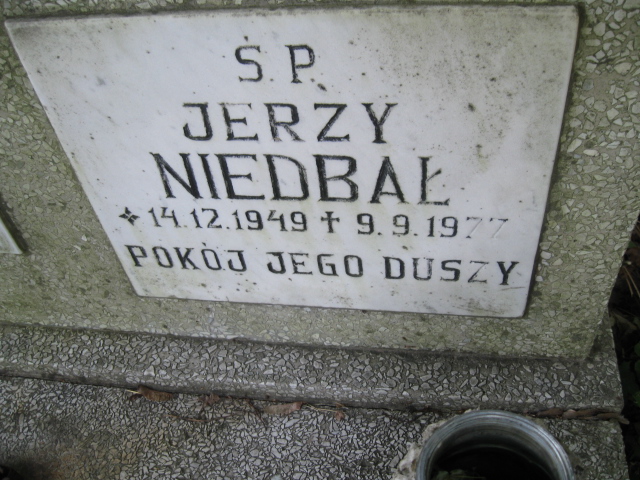 Ś.P.
JERZY
NIEDBAŁ
✥ 14.12.1949 ✝ 9.9.1977
POKÓJ JEGO DUSZY